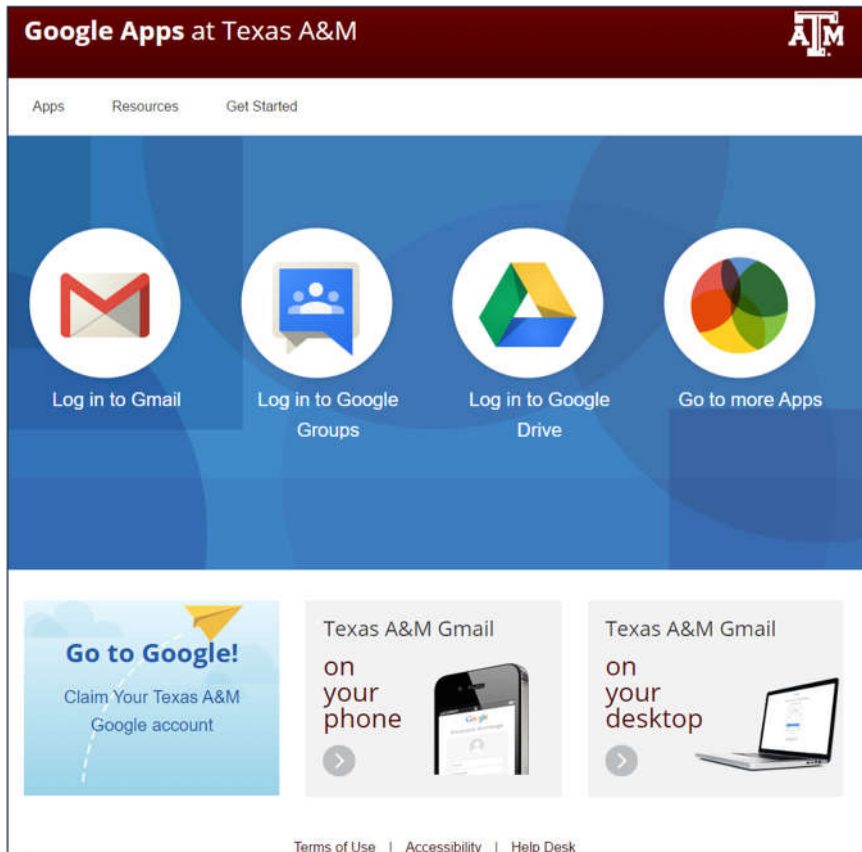 Google Apps at Texas A&M
ATM
Apps Resources Get Started
Log in to Gmail
Log in to Google
Groups
Log in to Google
Drive
Go to more Apps
Go to Google!
Claim Your Texas A&M
Google account
Texas A&M Gmail
on
your
phone
Google
Texas A&M Gmail
on
your
desktop
Terms of Use | Accessibility | Help Desk